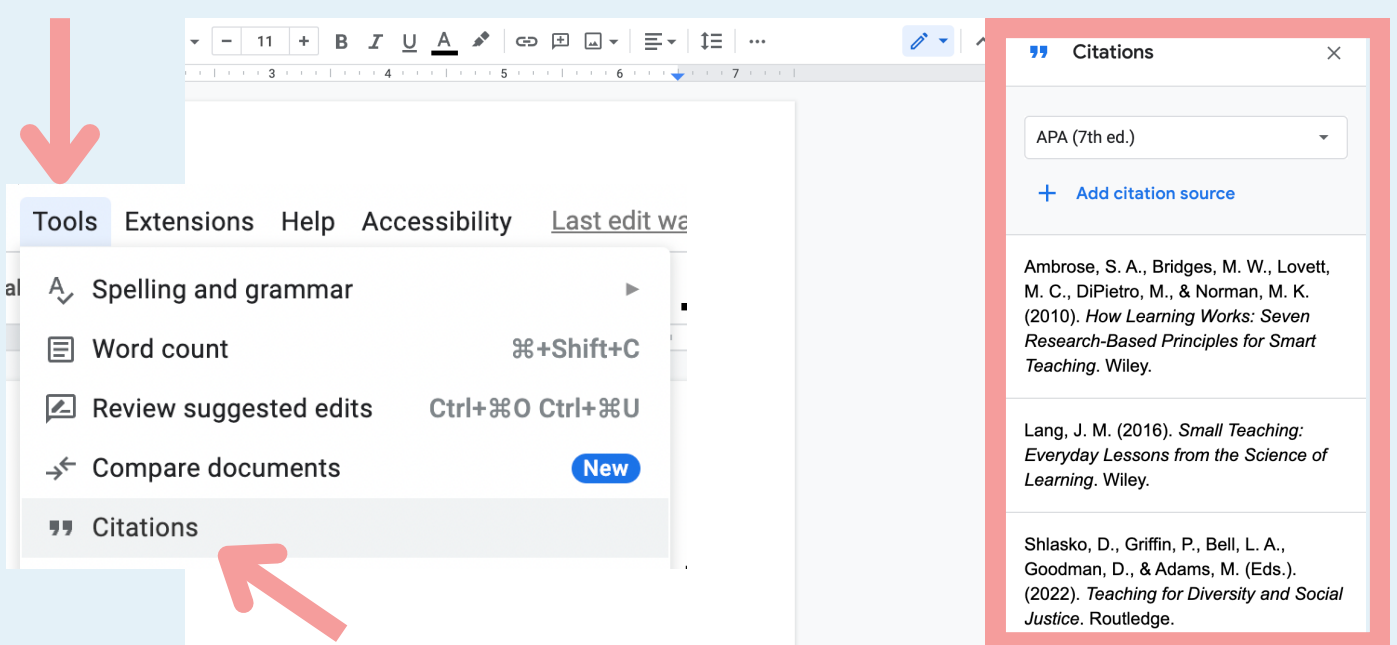 11
B I U A
3 4 5 6 7
Tools Extensions Help Accessibility Last edit wa
al
Spelling and grammar
Word count ⌘+Shift+C
Review suggested edits Ctrl+⌘O Ctrl+⌘U
Compare documents New
Citations
Citations
APA (7th ed.)
+ Add citation source
Ambrose, S. A., Bridges, M. W., Lovett,
M. C., DiPietro, M., & Norman, M. K.
(2010). How Learning Works: Seven
Research-Based Principles for Smart
Teaching. Wiley.
Lang, J. M. (2016). Small Teaching:
Everyday Lessons from the Science of
Learning. Wiley.
Shlasko, D., Griffin, P., Bell, L. A.,
Goodman, D., & Adams, M. (Eds.).
(2022). Teaching for Diversity and Social
Justice. Routledge.